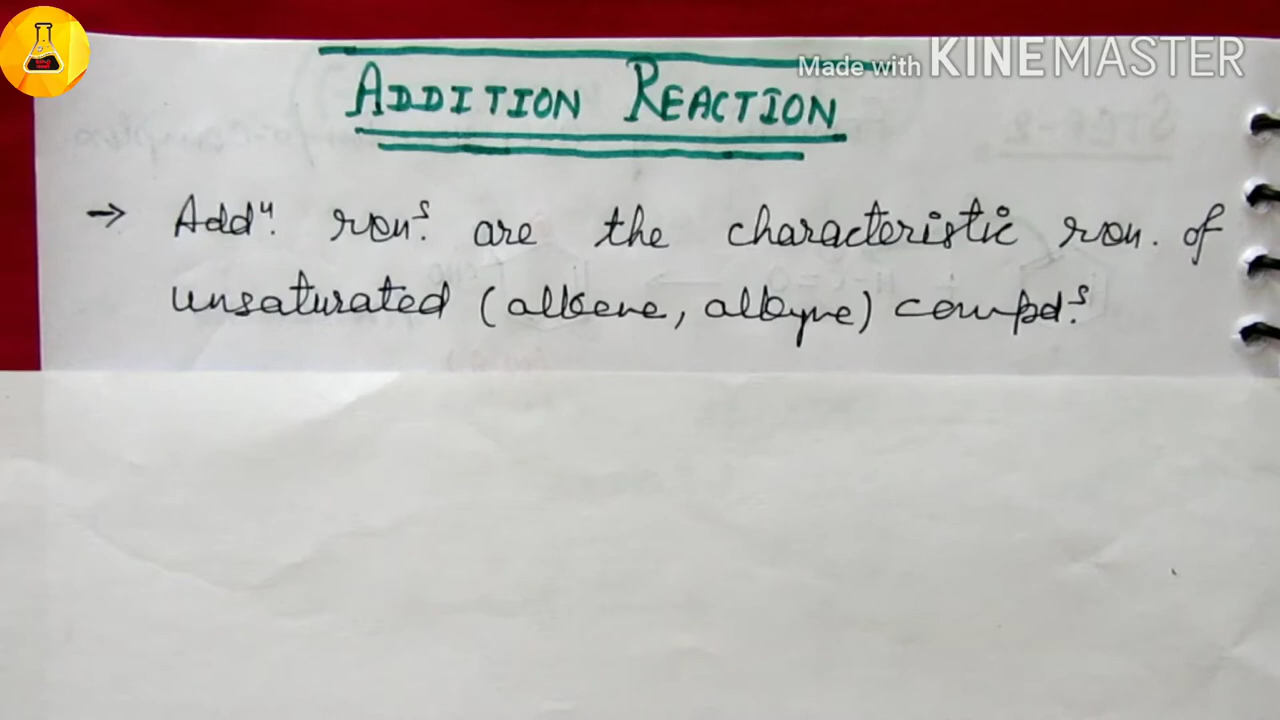 Made with KINEMASTER
ADDITION REACTION
→ Addⁿ. rxnˢ. are the characteristic rxn. of
unsaturated (alkene, alkyne) compdˢ.